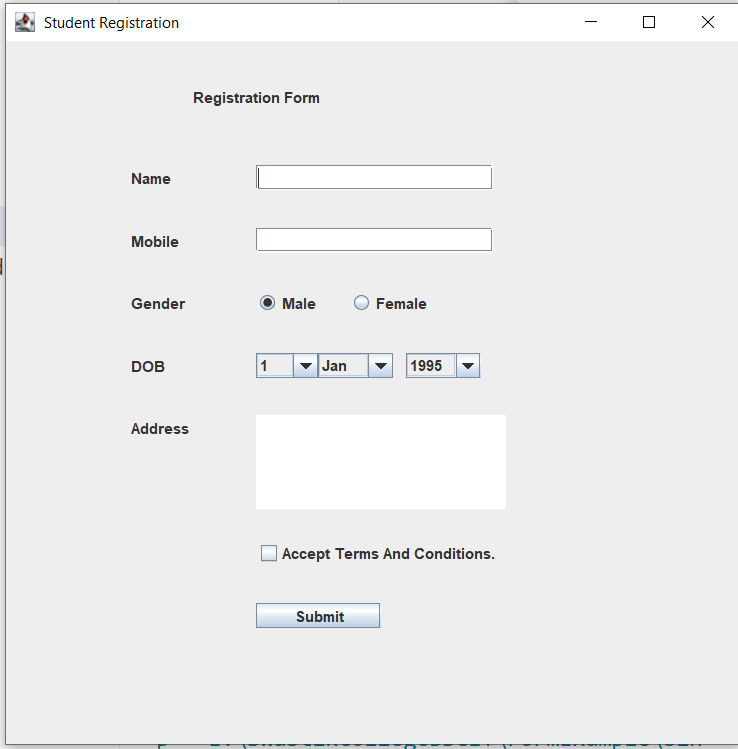 Student Registration
Registration Form
Name
Mobile
Gender Male Female
DOB 1 Jan 1995
Address
Accept Terms And Conditions.
Submit